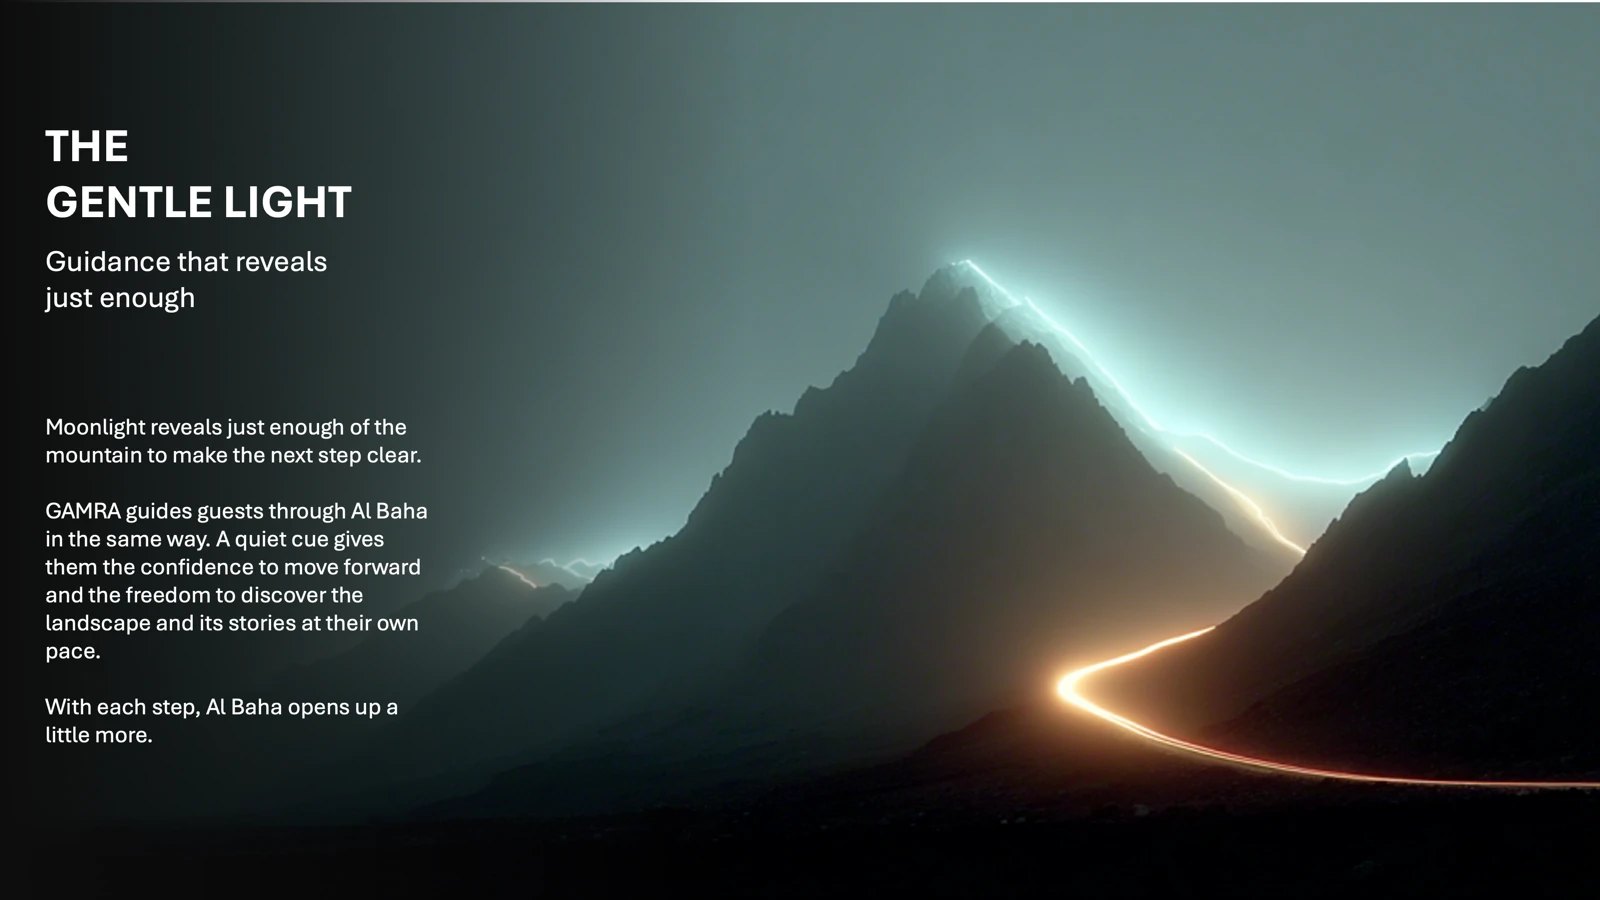 THE
GENTLE LIGHT
Guidance that reveals
just enough
Moonlight reveals just enough of the
mountain to make the next step clear.
GAMRA guides guests through Al Baha
in the same way. A quiet cue gives
them the confidence to move forward
and the freedom to discover the
landscape and its stories at their own
pace.
With each step, Al Baha opens up a
little more.